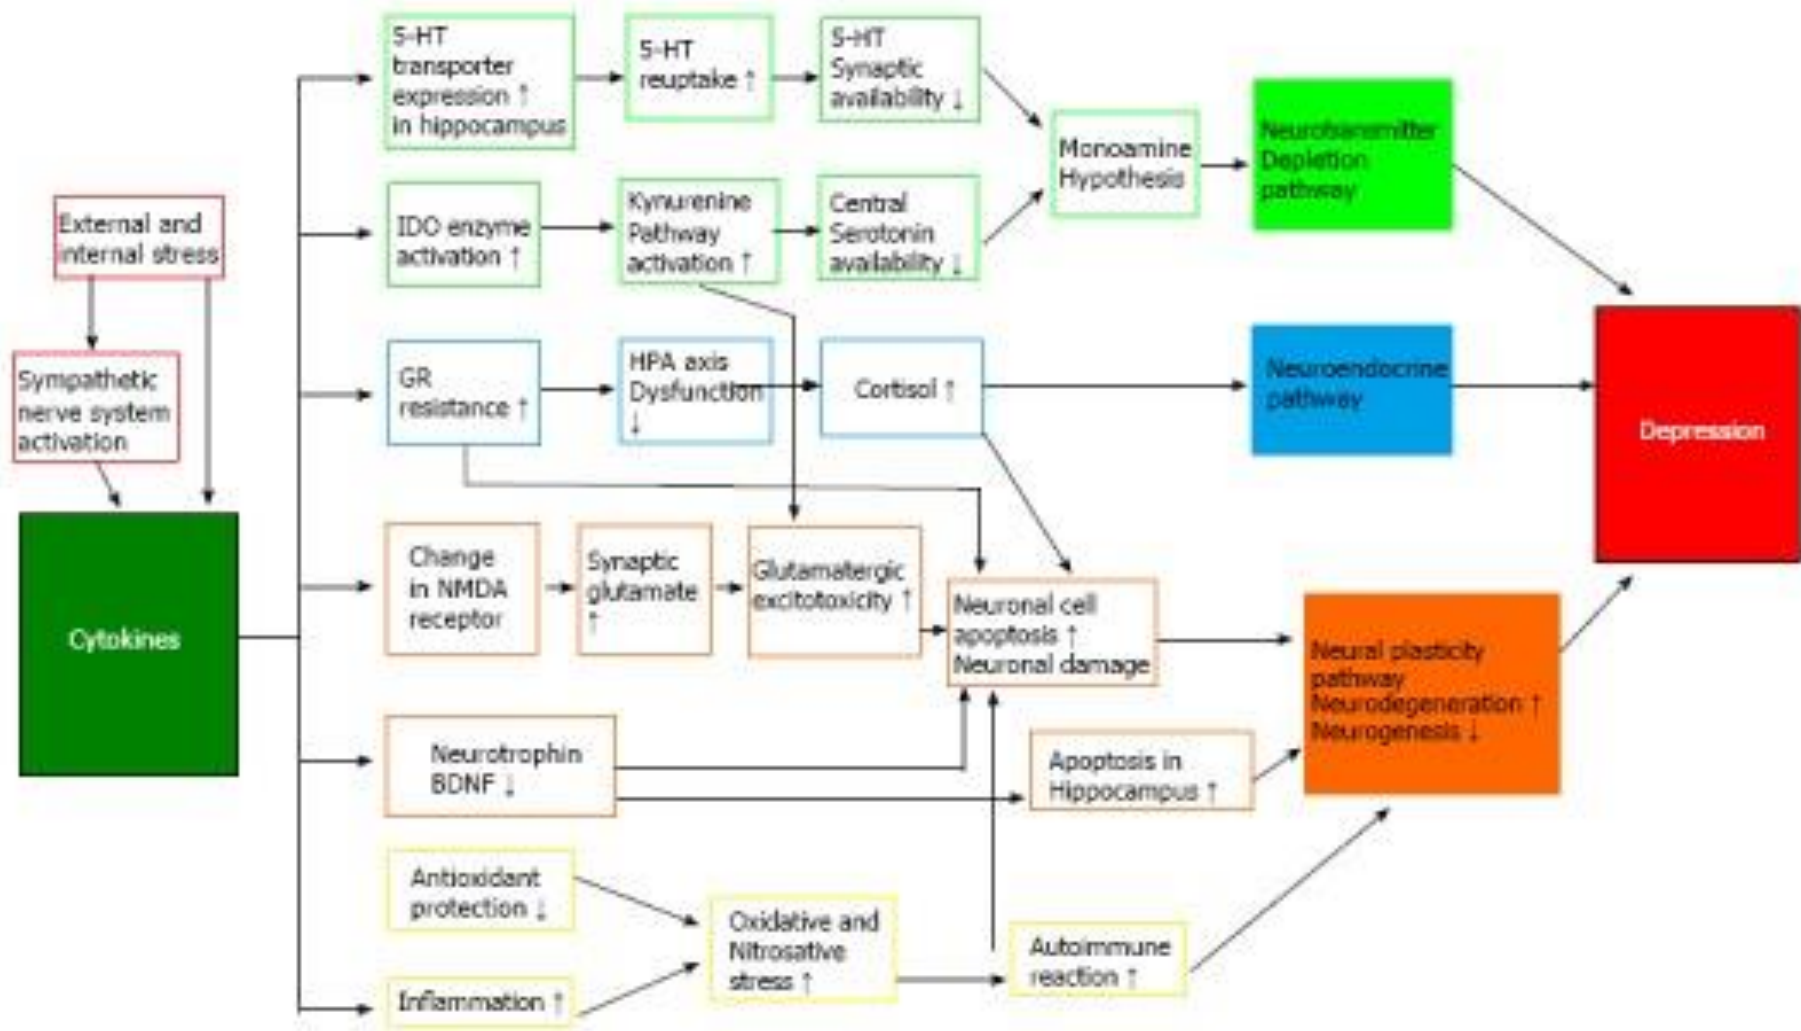 5-HT
transporter
expression ↑
in hippocampus
5-HT
reuptake ↑
5-HT
Synaptic
availability ↓
Monoamine
Hypothesis
Neurotransmitter
Depletion
pathway
External and
internal stress
IDO enzyme
activation ↑
Kynurenine
Pathway
activation ↑
Central
Serotonin
availability ↓
Sympathetic
nerve system
activation
GR
resistance ↑
HPA axis
Dysfunction
↓
Cortisol ↑
Neuroendocrine
pathway
Depression
Cytokines
Change
in NMDA
receptor
Synaptic
glutamate
↑
Glutamatergic
excitotoxicity ↑
Neuronal cell
apoptosis ↑
Neuronal damage
Neural plasticity
pathway
Neurodegeneration ↑
Neurogenesis ↓
Neurotrophin
BDNF ↓
Apoptosis in
Hippocampus ↑
Antioxidant
protection ↓
Oxidative and
Nitrosative
stress ↑
Autoimmune
reaction ↑
Inflammation ↑